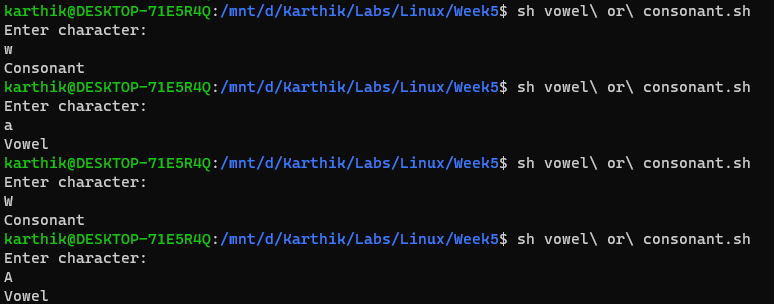 karthik@DESKTOP-71E5R4Q:/mnt/d/Karthik/Labs/Linux/Week5$ sh vowel\ or\ consonant.sh
Enter character:
w
Consonant
karthik@DESKTOP-71E5R4Q:/mnt/d/Karthik/Labs/Linux/Week5$ sh vowel\ or\ consonant.sh
Enter character:
a
Vowel
karthik@DESKTOP-71E5R4Q:/mnt/d/Karthik/Labs/Linux/Week5$ sh vowel\ or\ consonant.sh
Enter character:
W
Consonant
karthik@DESKTOP-71E5R4Q:/mnt/d/Karthik/Labs/Linux/Week5$ sh vowel\ or\ consonant.sh
Enter character:
A
Vowel